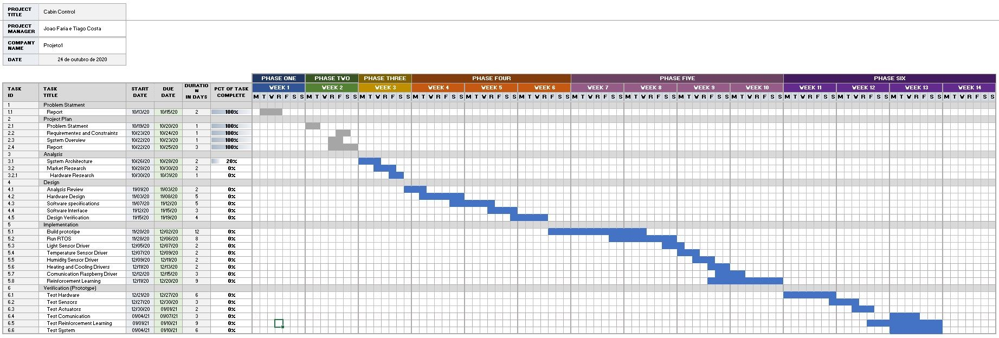 PROJECT TITLE Cabin Control
PROJECT MANAGER Joao Faria e Tiago Costa
COMPANY NAME Projeto1
DATE 24 de outubro de 2020
PHASE ONE PHASE TWO PHASE THREE PHASE FOUR PHASE FIVE PHASE SIX
TASK ID TASK TITLE START DATE DUE DATE DURATION IN DAYS PCT OF TASK COMPLETE WEEK 1 WEEK 2 WEEK 3 WEEK 4 WEEK 5 WEEK 6 WEEK 7 WEEK 8 WEEK 9 WEEK 10 WEEK 11 WEEK 12 WEEK 13 WEEK 14
M T W R F S S M T W R F S S M T W R F S S M T W R F S S M T W R F S S M T W R F S S M T W R F S S M T W R F S S M T W R F S S M T W R F S S M T W R F S S M T W R F S S M T W R F S S M T W R F S S
1 Problem Statment
1.1 Report 10/13/20 10/15/20 2 100%
2 Project Plan
2.1 Problem Statment 10/19/20 10/20/20 1 100%
2.2 Requirementes and Constraints 10/23/20 10/24/20 1 100%
2.3 System Overview 10/22/20 10/23/20 1 100%
2.4 Report 10/22/20 10/25/20 3 100%
3 Analysis
3.1 System Architecture 10/26/20 10/28/20 2 20%
3.2 Market Research 10/28/20 10/30/20 2 0%
3.2.1 Hardware Research 10/30/20 10/31/20 1 0%
4 Design
4.1 Analysis Review 11/01/20 11/03/20 2 0%
4.2 Hardware Design 11/03/20 11/08/20 5 0%
4.3 Software specifications 11/07/20 11/12/20 5 0%
4.4 Software Interface 11/12/20 11/15/20 3 0%
4.5 Design Verification 11/15/20 11/19/20 4 0%
5 Implementation
5.1 Build prototipe 11/20/20 12/02/20 12 0%
5.2 Run RTOS 11/28/20 12/06/20 8 0%
5.3 Light Sensor Driver 12/05/20 12/07/20 2 0%
5.4 Temperature Sensor Driver 12/07/20 12/09/20 2 0%
5.5 Humidity Sensor Driver 12/09/20 12/11/20 2 0%
5.6 Heating and Cooling Drivers 12/11/20 12/13/20 2 0%
5.7 Comunication Raspberry Driver 12/12/20 12/15/20 3 0%
5.8 Reinforcement Learning 12/11/20 12/20/20 9 0%
6 Verification (Prototype)
6.1 Test Hardware 12/21/20 12/27/20 6 0%
6.2 Test Sensors 12/27/20 12/30/20 3 0%
6.3 Test Actuators 12/30/20 01/01/21 2 0%
6.4 Test Comunication 01/04/21 01/07/21 3 0%
6.5 Test Reinforcement Learning 01/01/21 01/10/21 9 0%
6.6 Test System 01/04/21 01/10/21 6 0%